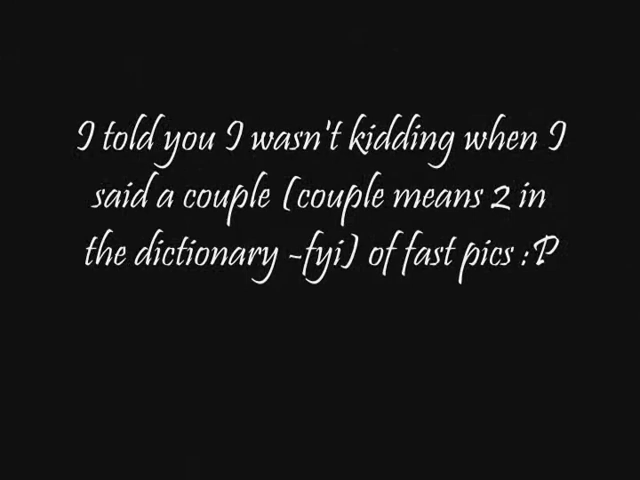 I told you I wasn't kidding when I
said a couple (couple means 2 in
the dictionary -fyi) of fast pics :P